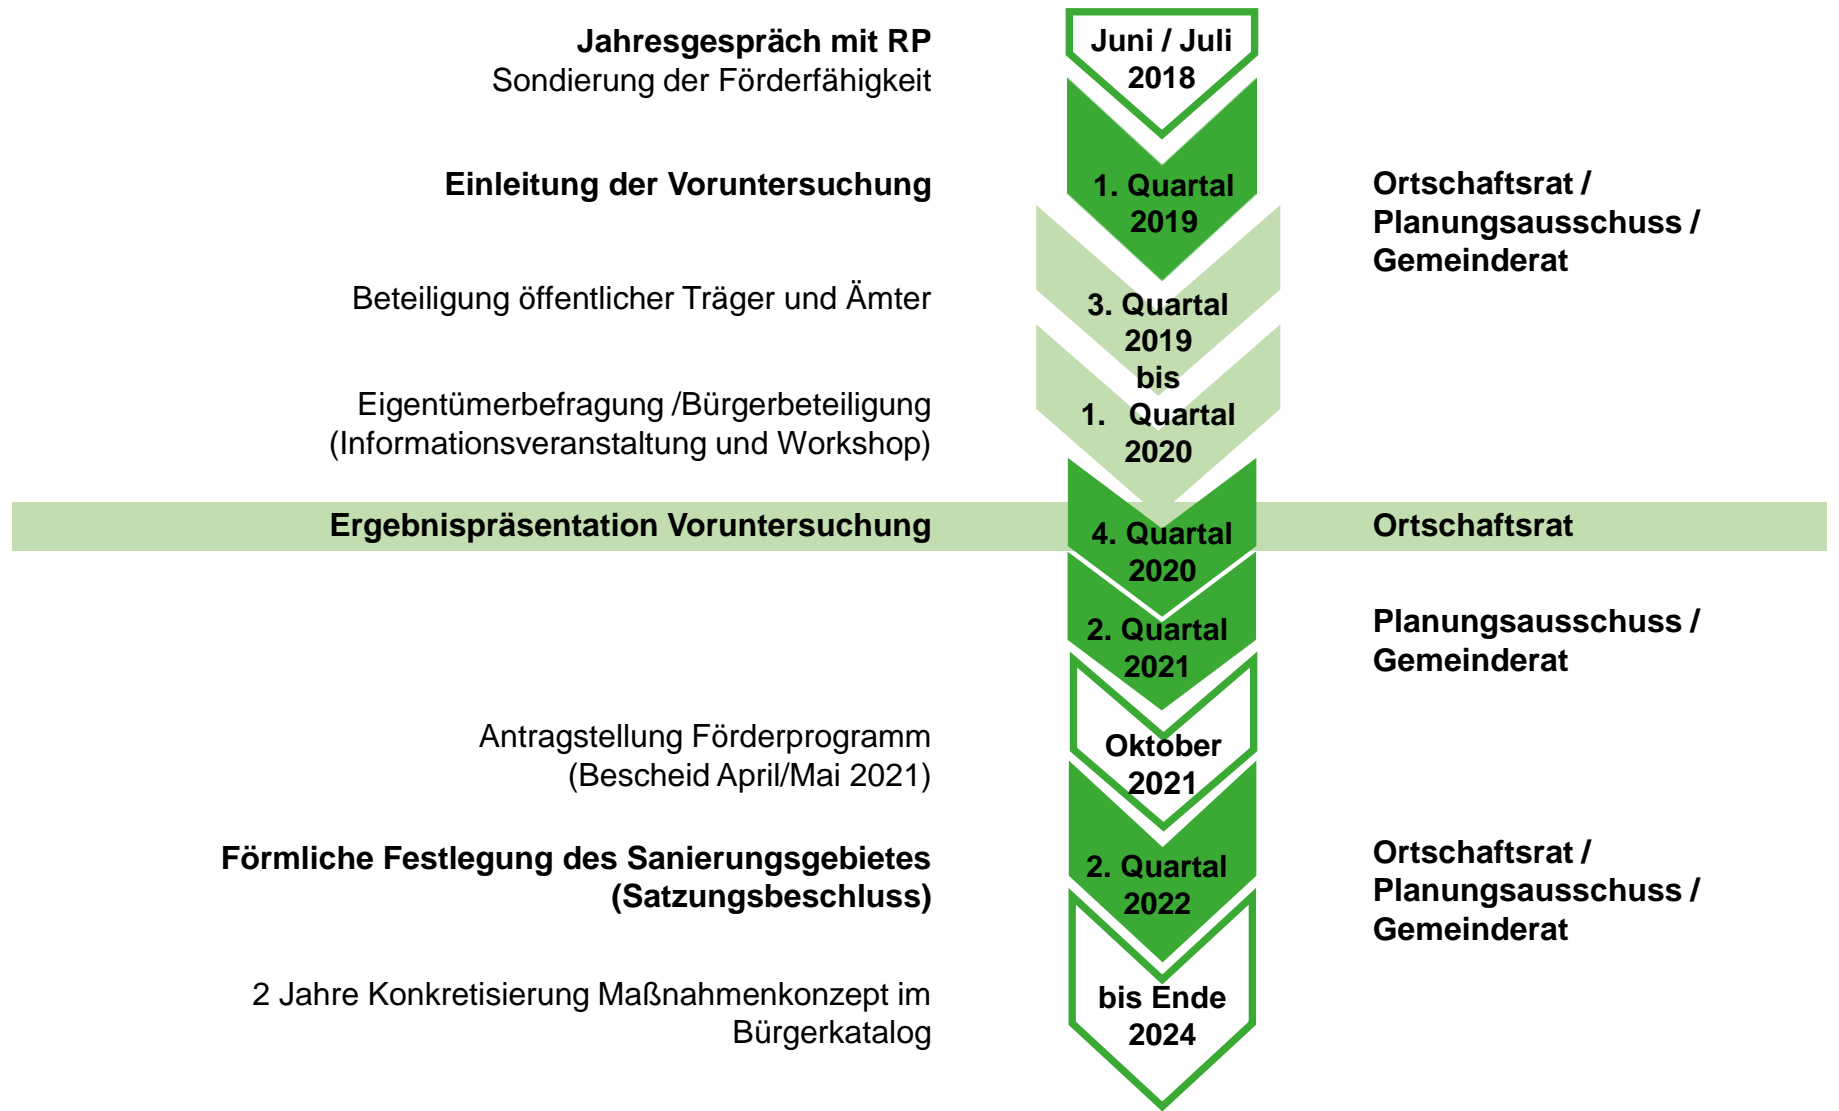 Jahresgespräch mit RP
Sondierung der Förderfähigkeit
Juni / Juli
2018
Einleitung der Voruntersuchung
1. Quartal
2019
Ortschaftsrat /
Planungsausschuss /
Gemeinderat
Beteiligung öffentlicher Träger und Ämter
3. Quartal
2019
bis
1. Quartal
2020
Eigentümerbefragung /Bürgerbeteiligung
(Informationsveranstaltung und Workshop)
Ergebnispräsentation Voruntersuchung
4. Quartal
2020
Ortschaftsrat
2. Quartal
2021
Planungsausschuss /
Gemeinderat
Antragstellung Förderprogramm
(Bescheid April/Mai 2021)
Oktober
2021
Förmliche Festlegung des Sanierungsgebietes
(Satzungsbeschluss)
2. Quartal
2022
Ortschaftsrat /
Planungsausschuss /
Gemeinderat
2 Jahre Konkretisierung Maßnahmenkonzept im
Bürgerkatalog
bis Ende
2024